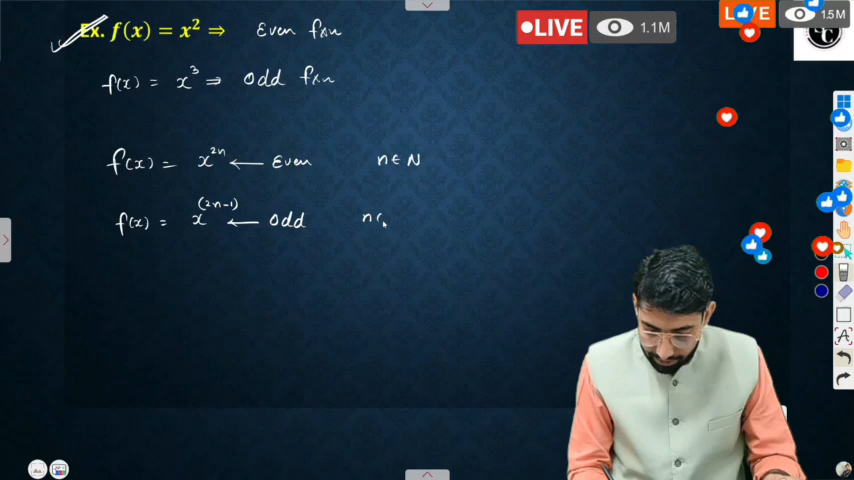 LIVE 1.5M
●LIVE 1.1M
Ex. f(x) = x² ⇒ Even fxn
f(x) = x³ ⇒ Odd fxn
f(x) = x²ⁿ ← Even n ∈ N
f(x) = x⁽²ⁿ⁻¹⁾ ← Odd n
A